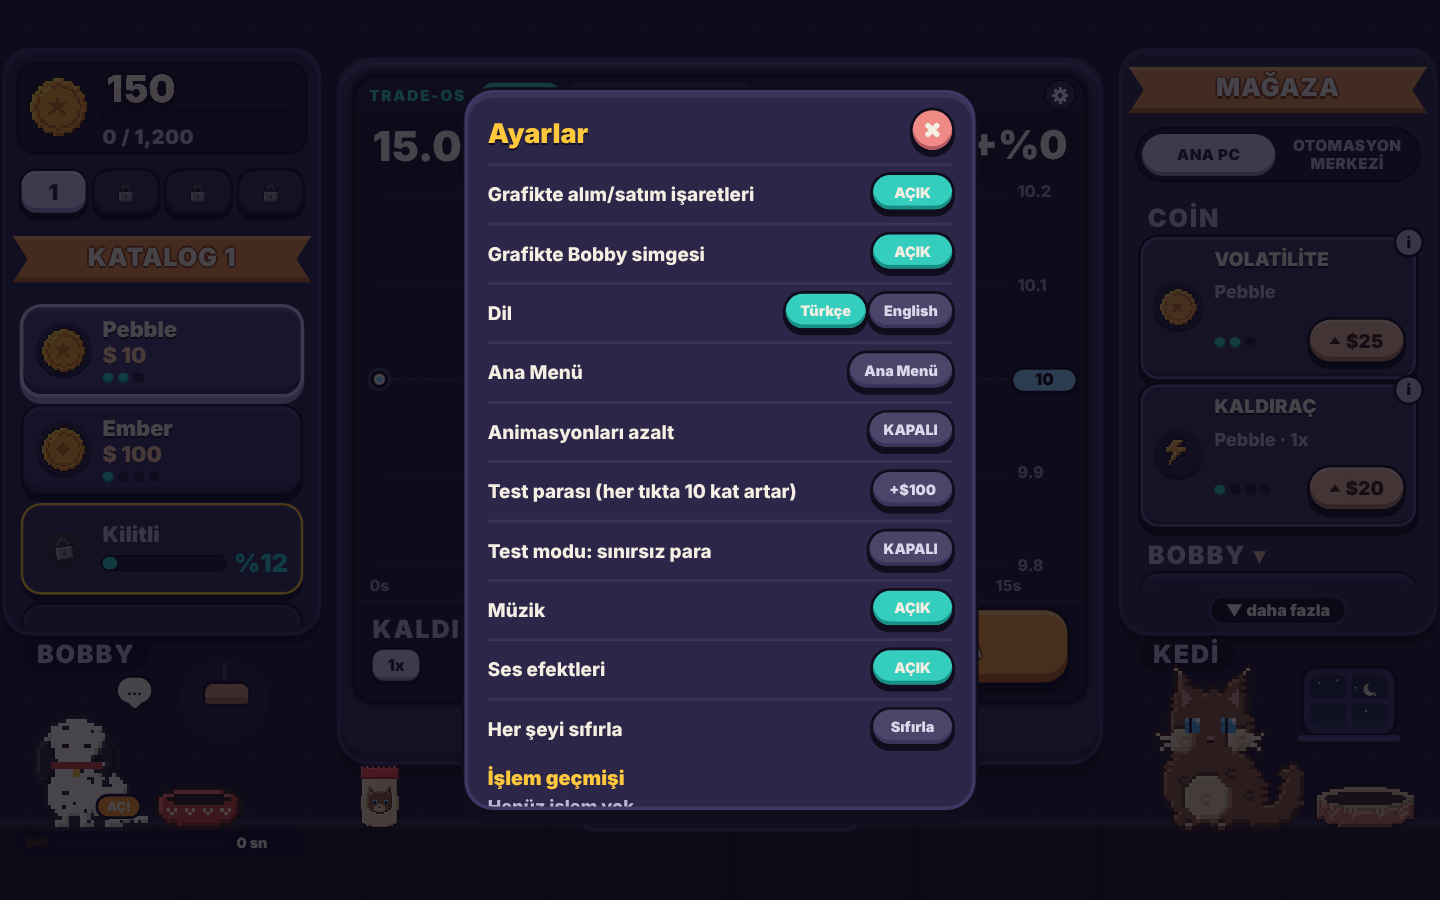 150
0 / 1,200
1
KATALOG 1
Pebble
$ 10
Ember
$ 100
Kilitli
%12
BOBBY
...
AÇ!
0 sn
TRADE-OS
15.0
+%0
10.2
10.1
10
9.9
9.8
0s
15s
KALDI
1x
Ayarlar
Grafikte alım/satım işaretleri
AÇIK
Grafikte Bobby simgesi
AÇIK
Dil
Türkçe
English
Ana Menü
Ana Menü
Animasyonları azalt
KAPALI
Test parası (her tıkta 10 kat artar)
+$100
Test modu: sınırsız para
KAPALI
Müzik
AÇIK
Ses efektleri
AÇIK
Her şeyi sıfırla
Sıfırla
İşlem geçmişi
Henüz işlem yok
MAĞAZA
ANA PC
OTOMASYON
MERKEZİ
COİN
i
VOLATİLİTE
Pebble
$25
i
KALDIRAÇ
Pebble · 1x
$20
BOBBY ▼
▼ daha fazla
KEDİ